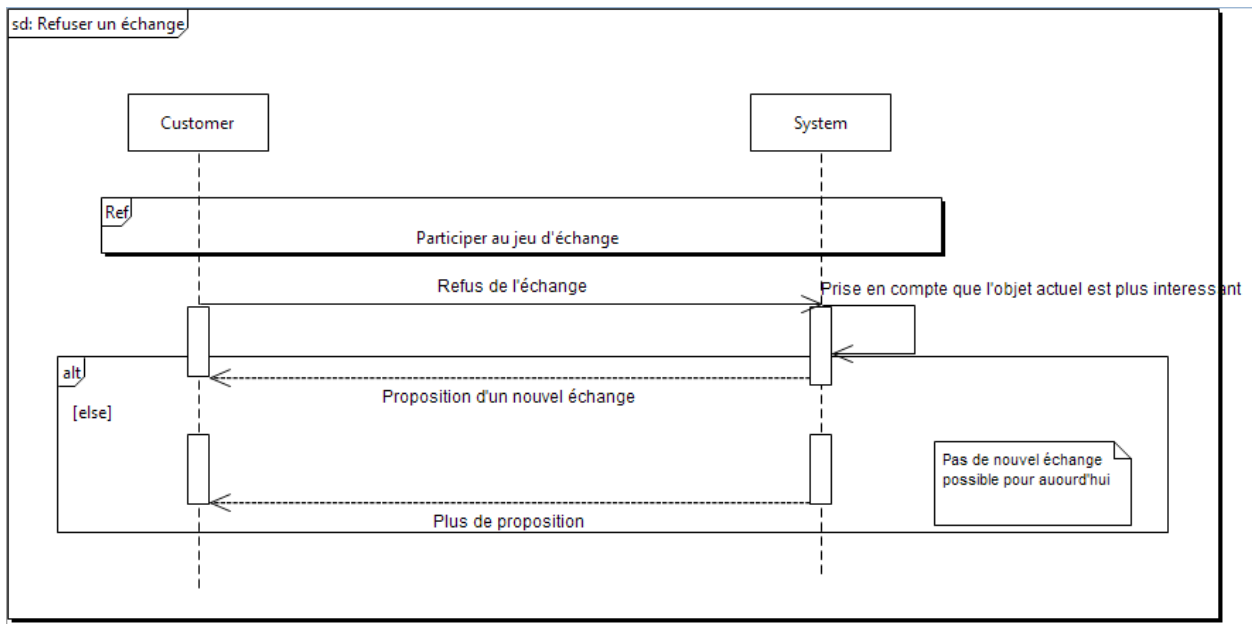 sd: Refuser un échange
Customer
System
Ref
Participer au jeu d'échange
Refus de l'échange
Prise en compte que l'objet actuel est plus interessant
alt
Proposition d'un nouvel échange
[else]
Pas de nouvel échange
possible pour auourd'hui
Plus de proposition